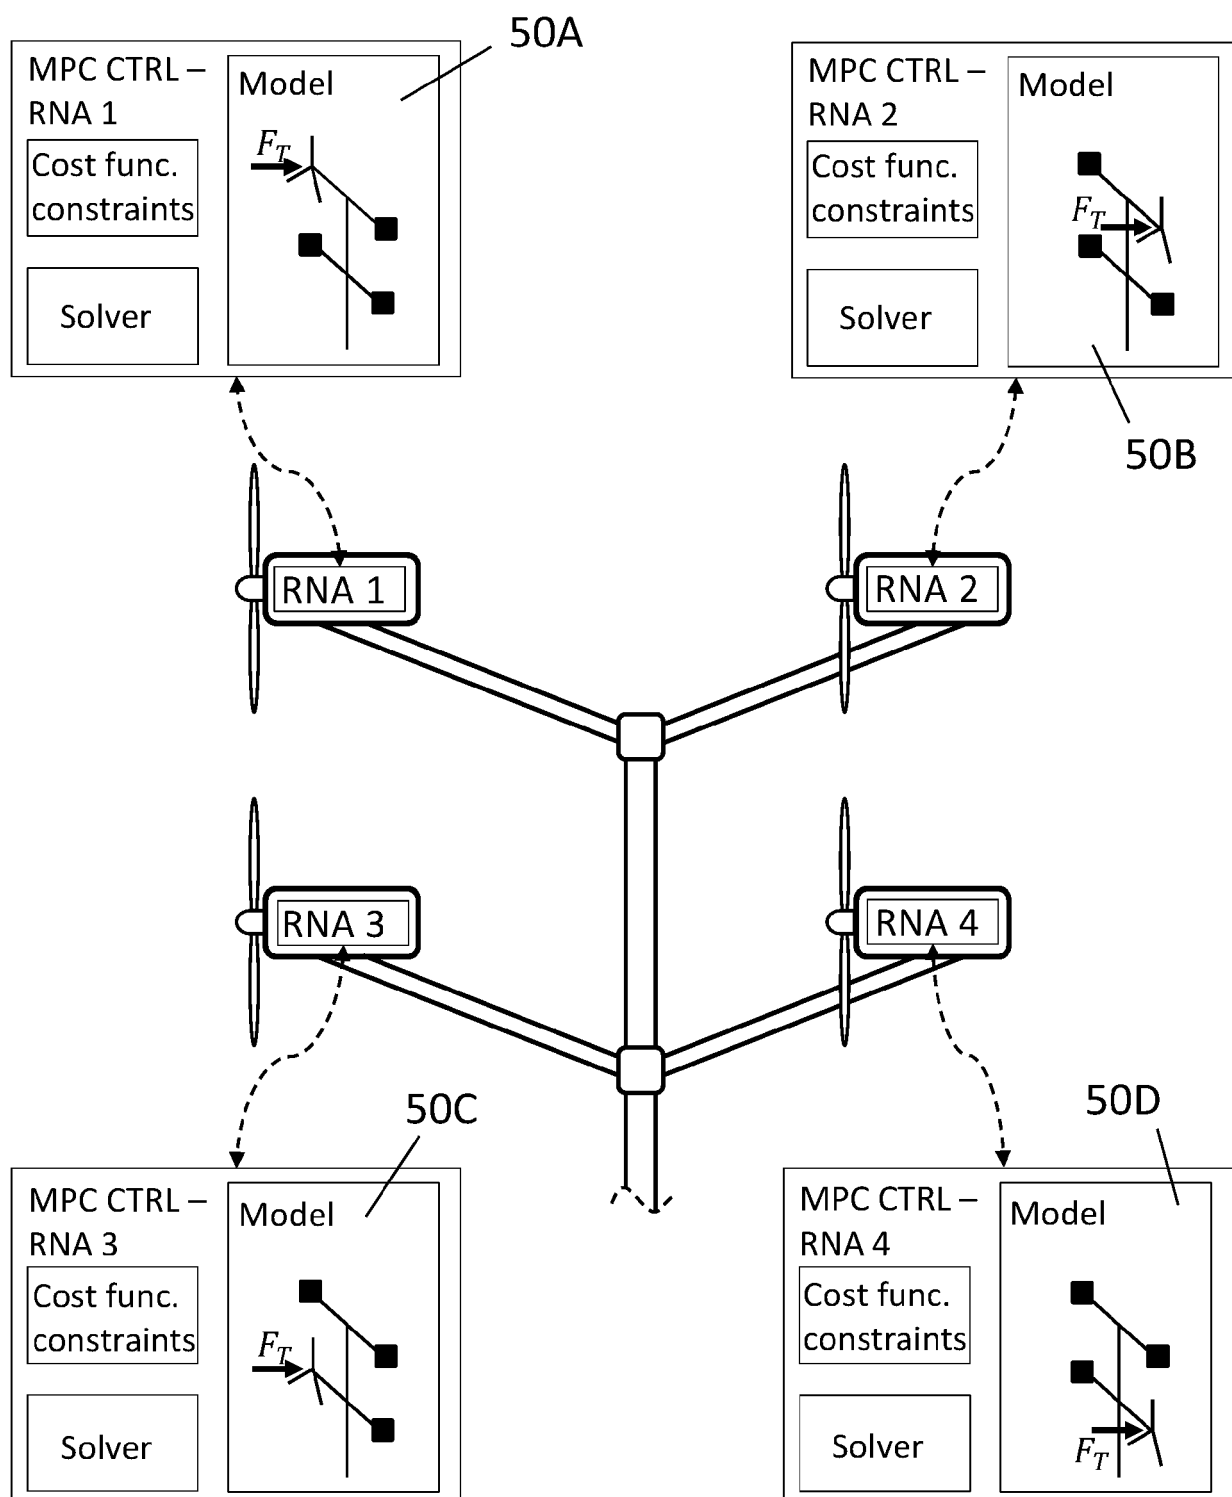 50A
MPC CTRL –
RNA 1
Cost func.
constraints
Solver
Model
F_T
MPC CTRL –
RNA 2
Cost func.
constraints
Solver
Model
F_T
50B
RNA 1
RNA 2
RNA 3
RNA 4
50C
50D
MPC CTRL –
RNA 3
Cost func.
constraints
Solver
Model
F_T
MPC CTRL –
RNA 4
Cost func.
constraints
Solver
Model
F_T